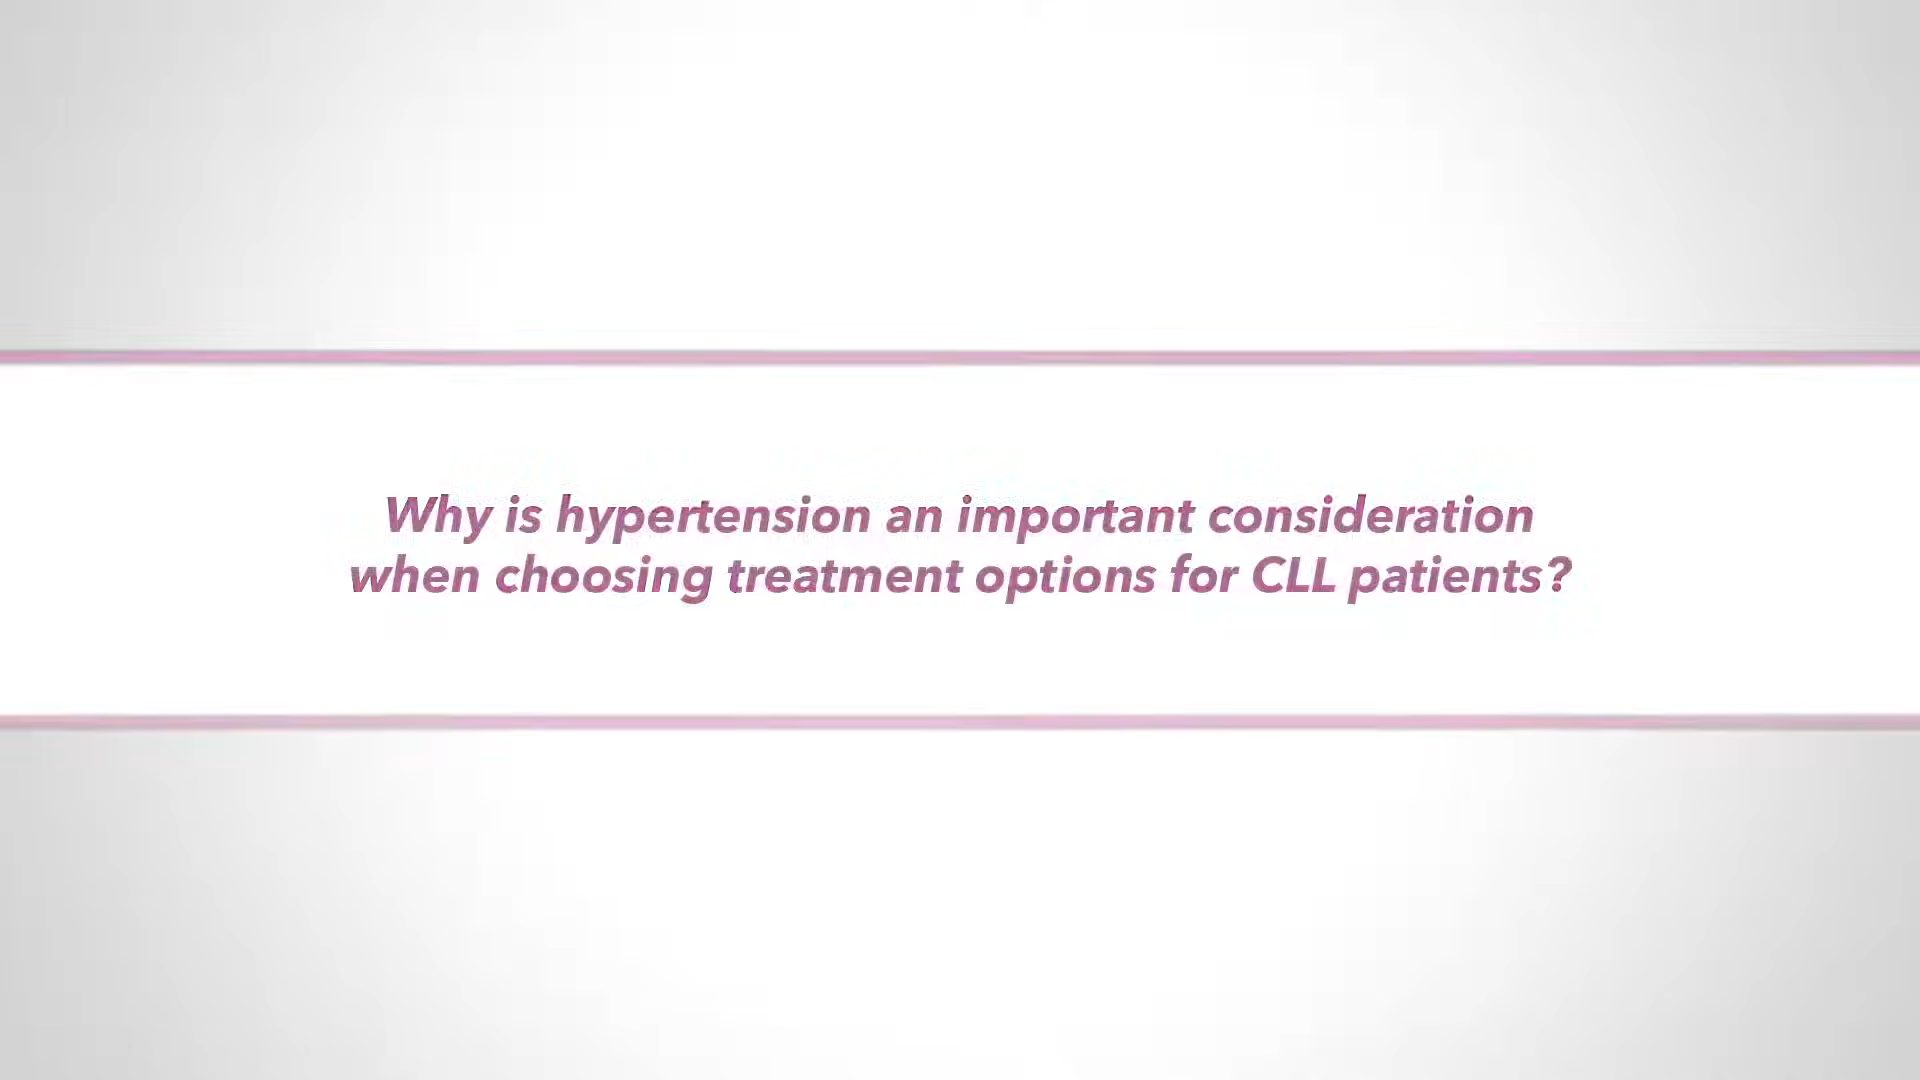 Why is hypertension an important consideration
when choosing treatment options for CLL patients?